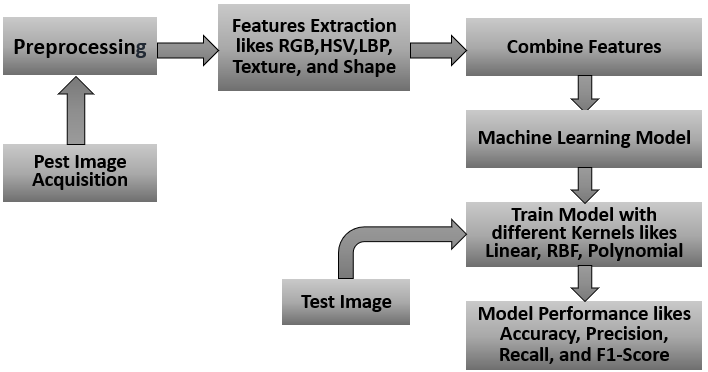 Preprocessing
Features Extraction
likes RGB,HSV,LBP,
Texture, and Shape
Combine Features
Pest Image
Acquisition
Machine Learning Model
Train Model with
different Kernels likes
Linear, RBF, Polynomial
Test Image
Model Performance likes
Accuracy, Precision,
Recall, and F1-Score